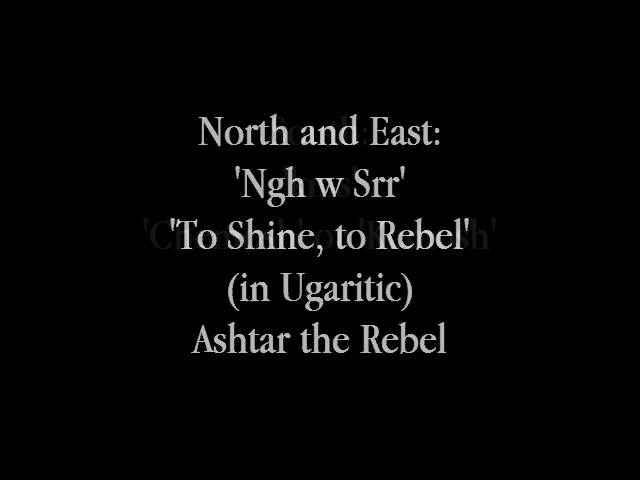 North and East:
'Ngh w Srr'
'To Shine, to Rebel'
(in Ugaritic)
Ashtar the Rebel